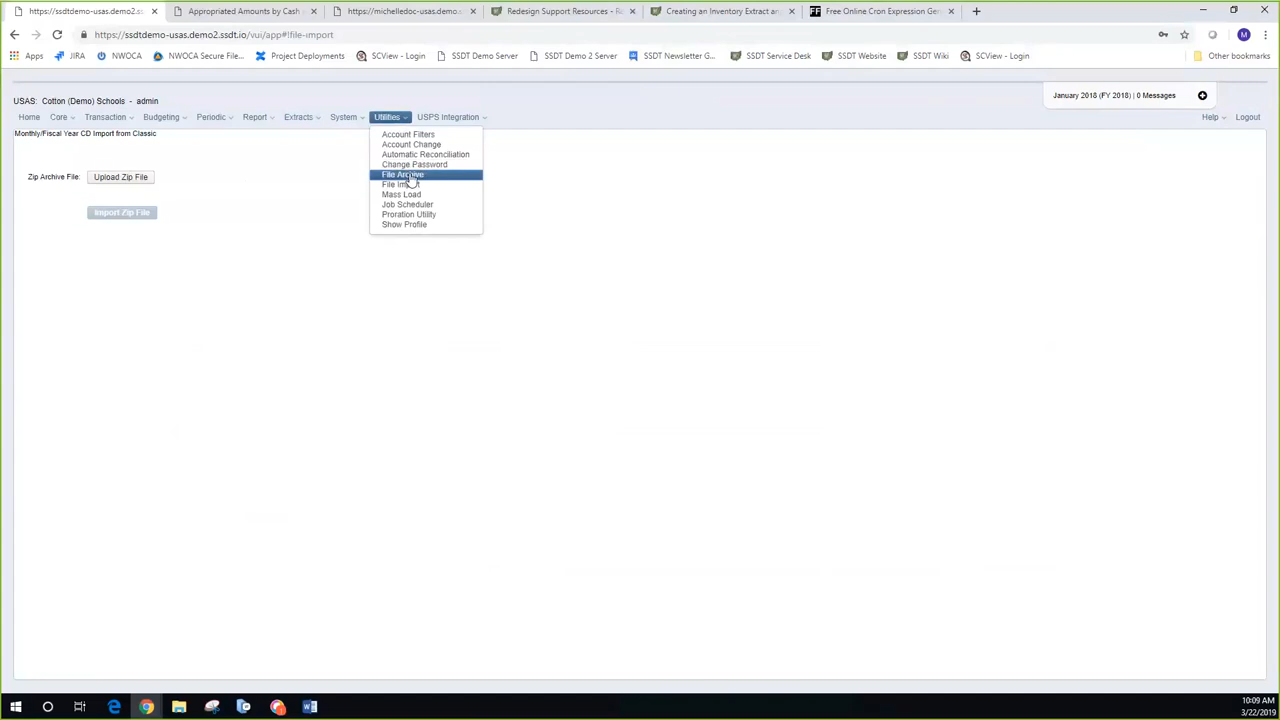 https://ssdtdemo-usas.demo2.ss
Appropriated Amounts by Cash
https://michelledoc-usas.demo.
Redesign Support Resources - Ro
Creating an Inventory Extract an
FF Free Online Cron Expression Gen
https://ssdtdemo-usas.demo2.ssdt.io/vui/app#!file-import
M
Apps
JIRA
NWOCA
NWOCA Secure File...
Project Deployments
SCView - Login
SSDT Demo Server
SSDT Demo 2 Server
SSDT Newsletter G...
SSDT Service Desk
SSDT Website
SSDT Wiki
SCView - Login
Other bookmarks
January 2018 (FY 2018) | 0 Messages
USAS: Cotton (Demo) Schools - admin
Home
Core
Transaction
Budgeting
Periodic
Report
Extracts
System
Utilities
USPS Integration
Help
Logout
Monthly/Fiscal Year CD Import from Classic
Account Filters
Account Change
Automatic Reconciliation
Change Password
File Archive
File Import
Mass Load
Job Scheduler
Proration Utility
Show Profile
Zip Archive File:
Upload Zip File
Import Zip File
10:09 AM
3/22/2019